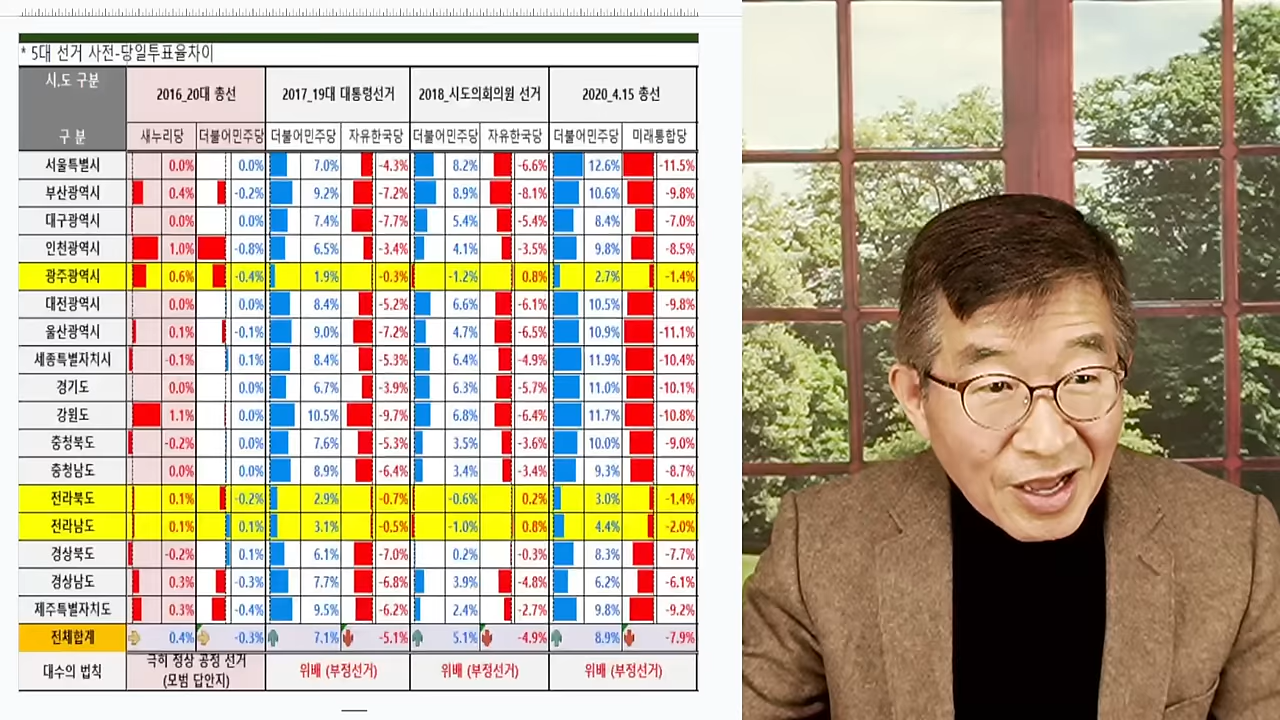 * 5대 선거 사전-당일투표율차이
시,도 구분 2016_20대 총선 2017_19대 대통령선거 2018_시도의회의원 선거 2020_4.15 총선
구 분 새누리당 더불어민주당 더불어민주당 자유한국당 더불어민주당 자유한국당 더불어민주당 미래통합당
서울특별시 0.0% 0.0% 7.0% -4.3% 8.2% -6.6% 12.6% -11.5%
부산광역시 0.4% -0.2% 9.2% -7.2% 8.9% -8.1% 10.6% -9.8%
대구광역시 0.0% 0.0% 7.4% -7.7% 5.4% -5.4% 8.4% -7.0%
인천광역시 1.0% -0.8% 6.5% -3.4% 4.1% -3.5% 9.8% -8.5%
광주광역시 0.6% -0.4% 1.9% -0.3% -1.2% 0.8% 2.7% -1.4%
대전광역시 0.0% 0.0% 8.4% -5.2% 6.6% -6.1% 10.5% -9.8%
울산광역시 0.1% -0.1% 9.0% -7.2% 4.7% -6.5% 10.9% -11.1%
세종특별자치시 -0.1% 0.1% 8.4% -5.3% 6.4% -4.9% 11.9% -10.4%
경기도 0.0% 0.0% 6.7% -3.9% 6.3% -5.7% 11.0% -10.1%
강원도 1.1% 0.0% 10.5% -9.7% 6.8% -6.4% 11.7% -10.8%
충청북도 -0.2% 0.0% 7.6% -5.3% 3.5% -3.6% 10.0% -9.0%
충청남도 0.0% 0.0% 8.9% -6.4% 3.4% -3.4% 9.3% -8.7%
전라북도 0.1% -0.2% 2.9% -0.7% -0.6% 0.2% 3.0% -1.4%
전라남도 0.1% 0.1% 3.1% -0.5% -1.0% 0.8% 4.4% -2.0%
경상북도 -0.2% 0.1% 6.1% -7.0% 0.2% -0.3% 8.3% -7.7%
경상남도 0.3% -0.3% 7.7% -6.8% 3.9% -4.8% 6.2% -6.1%
제주특별자치도 0.3% -0.4% 9.5% -6.2% 2.4% -2.7% 9.8% -9.2%
전체합계 0.4% -0.3% 7.1% -5.1% 5.1% -4.9% 8.9% -7.9%
대수의 법칙 극히 정상 공정 선거 위배 (부정선거) 위배 (부정선거) 위배 (부정선거)
(모범 답안지)